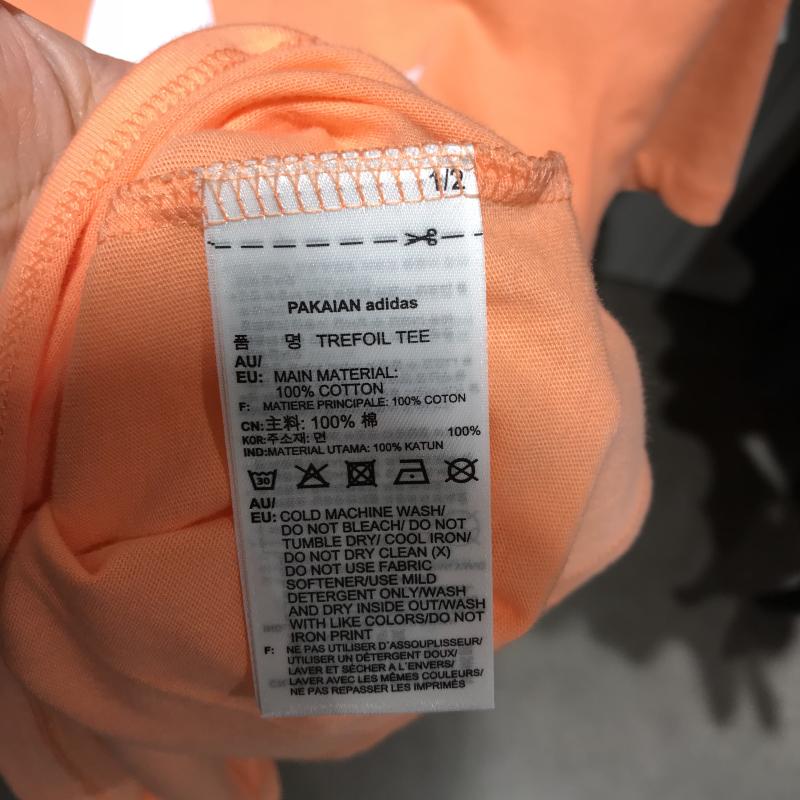 1/2
PAKAIAN adidas
품 명 TREFOIL TEE
AU/
EU: MAIN MATERIAL:
100% COTTON
F: MATIERE PRINCIPALE: 100% COTON
CN:主料: 100% 棉
KOR:주소재: 면 100%
IND:MATERIAL UTAMA: 100% KATUN
30
AU/
EU: COLD MACHINE WASH/
DO NOT BLEACH/ DO NOT
TUMBLE DRY/ COOL IRON/
DO NOT DRY CLEAN (X)
DO NOT USE FABRIC
SOFTENER/USE MILD
DETERGENT ONLY/WASH
AND DRY INSIDE OUT/WASH
WITH LIKE COLORS/DO NOT
IRON PRINT
F: NE PAS UTILISER D'ASSOUPLISSEUR/
UTILISER UN DÉTERGENT DOUX/
LAVER ET SÉCHER A L'ENVERS/
LAVER AVEC LES MÊMES COULEURS/
NE PAS REPASSER LES IMPRIMÉS